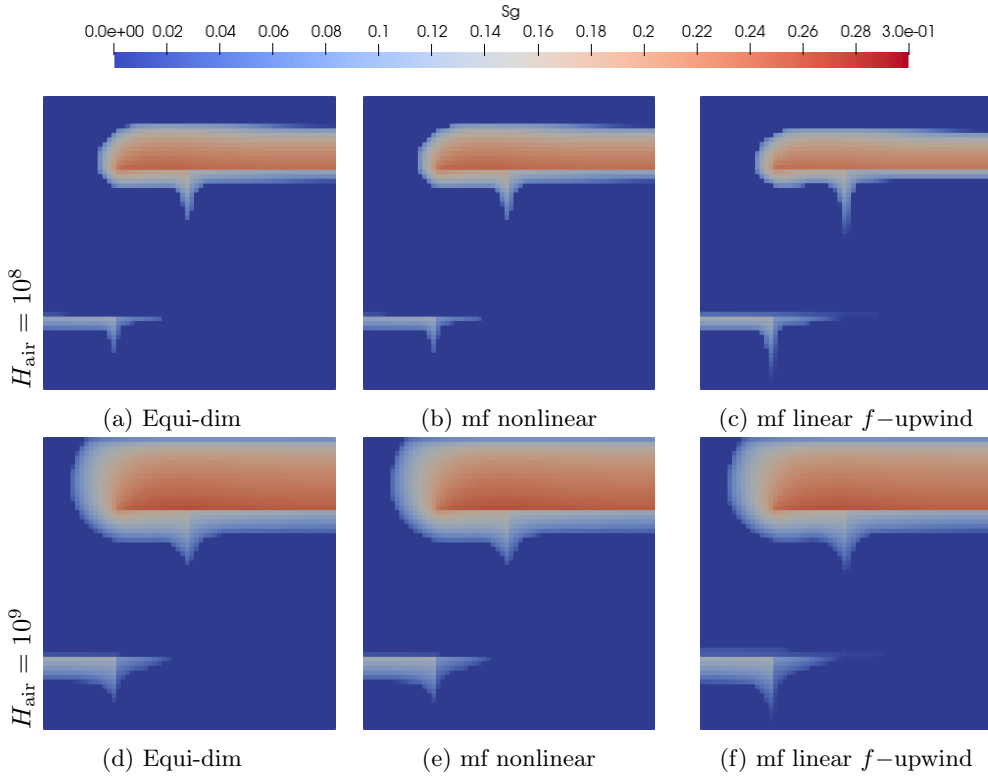 Sg
0.0e+00 0.02 0.04 0.06 0.08 0.1 0.12 0.140 0.16 0.18 0.2 0.22 0.24 0.26 0.28 3.0e-01
H_air = 10^8
(a) Equi-dim
(b) mf nonlinear
(c) mf linear f−upwind
H_air = 10^9
(d) Equi-dim
(e) mf nonlinear
(f) mf linear f−upwind